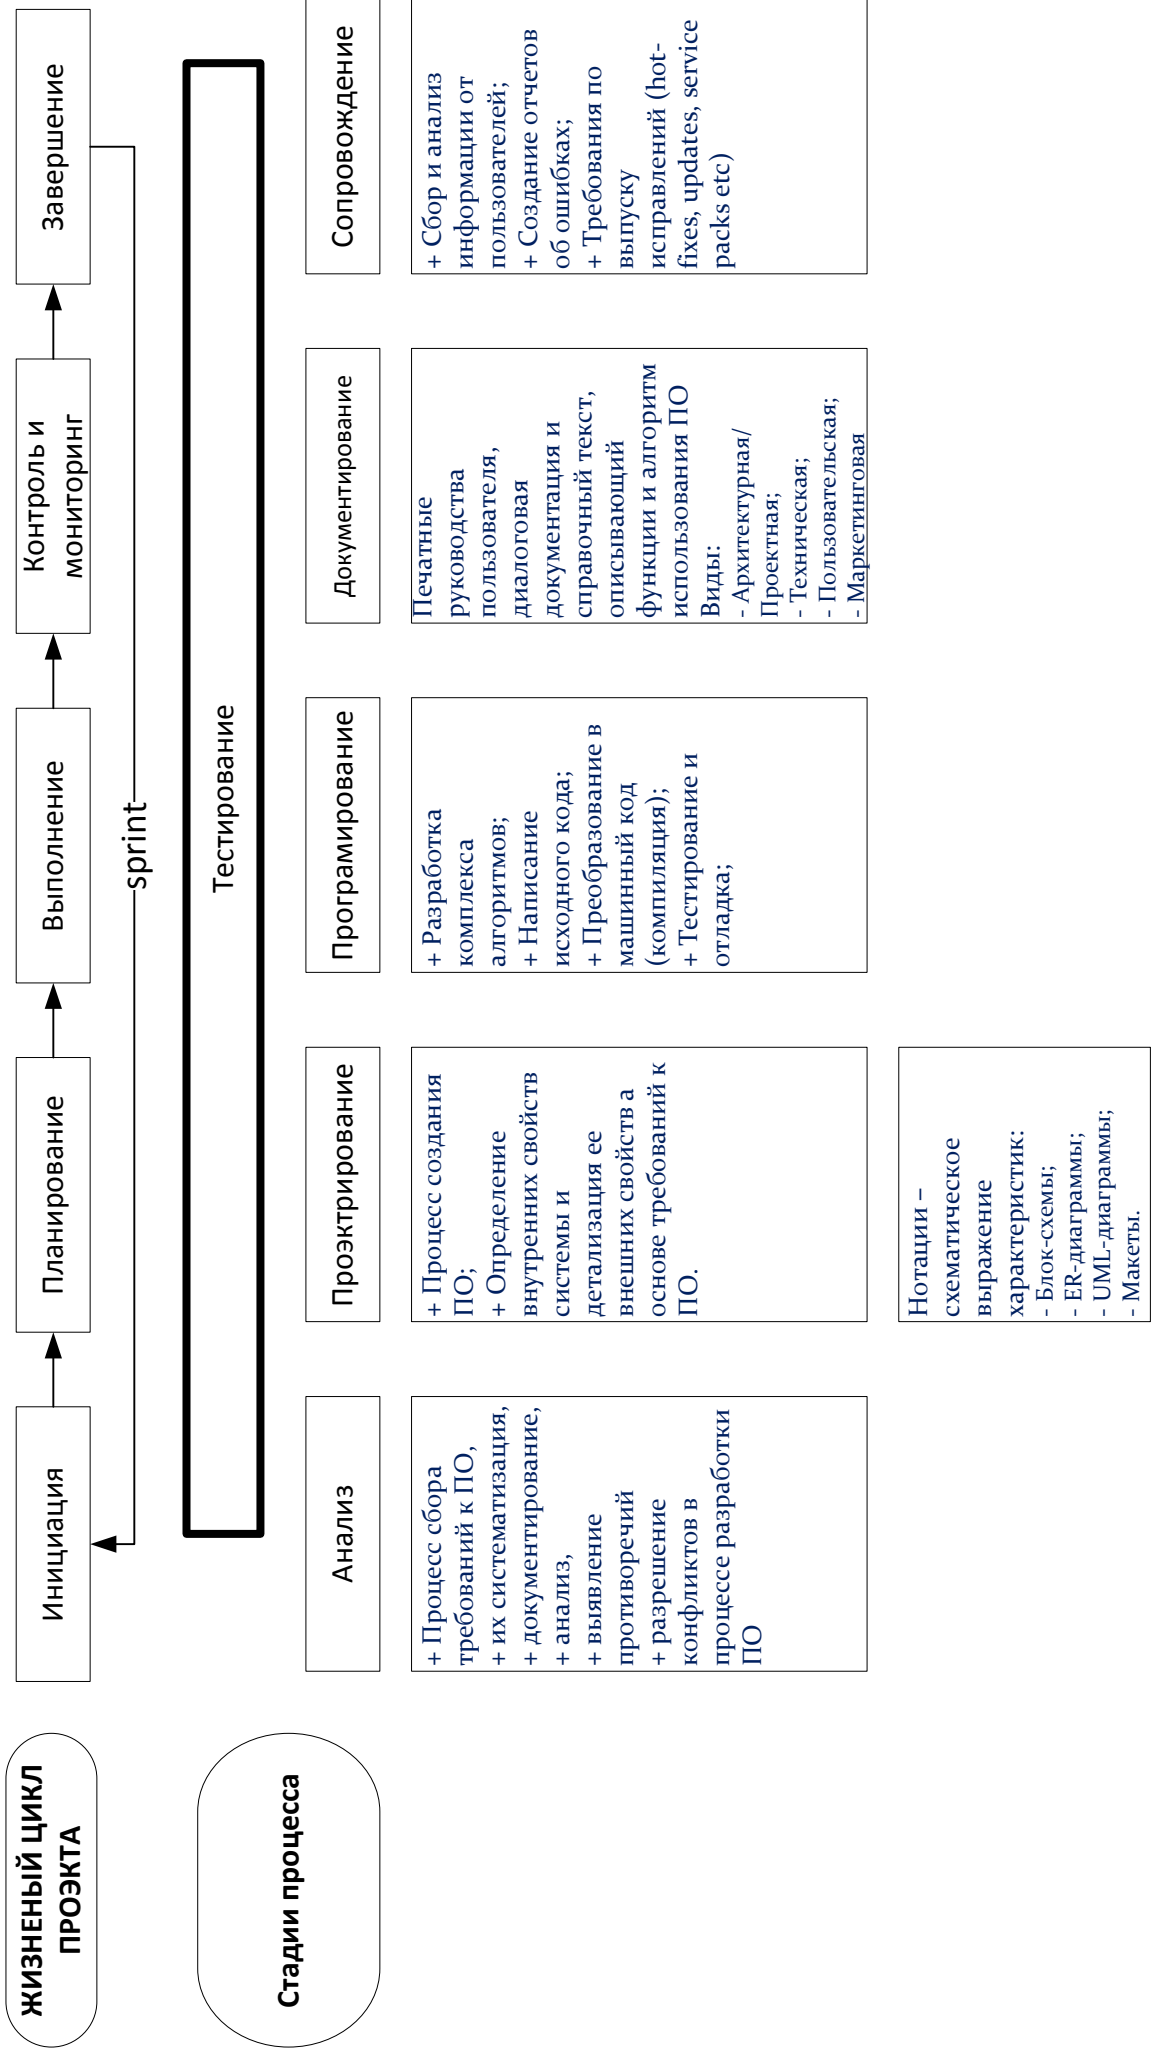 ЖИЗНЕНЫЙ ЦИКЛ
ПРОЭКТА
Инициация
Планирование
Выполнение
Контроль и
мониторинг
Завершение
sprint
Тестирование
Стадии процесса
Анализ
Проэктрирование
Програмирование
Документирование
Сопровождение
+ Процесс сбора
требований к ПО,
+ их систематизация,
+ документирование,
+ анализ,
+ выявление
противоречий
+ разрешение
конфликтов в
процессе разработки
ПО
+ Процесс создания
ПО;
+ Определение
внутренних свойств
системы и
детализация ее
внешних свойств а
основе требований к
ПО.
+ Разработка
комплекса
алгоритмов;
+ Написание
исходного кода;
+ Преобразование в
машинный код
(компиляция);
+ Тестирование и
отладка;
Печатные
руководства
пользователя,
диалоговая
документация и
справочный текст,
описывающий
функции и алгоритм
использования ПО
Виды:
- Архитектурная/
Проектная;
- Техническая;
- Пользовательская;
- Маркетинговая
+ Сбор и анализ
информации от
пользователей;
+ Создание отчетов
об ошибках;
+ Требования по
выпуску
исправлений (hot-
fixes, updates, service
packs etc)
Нотации –
схематическое
выражение
характеристик:
- Блок-схемы;
- ER-диаграммы;
- UML-диаграммы;
- Макеты.